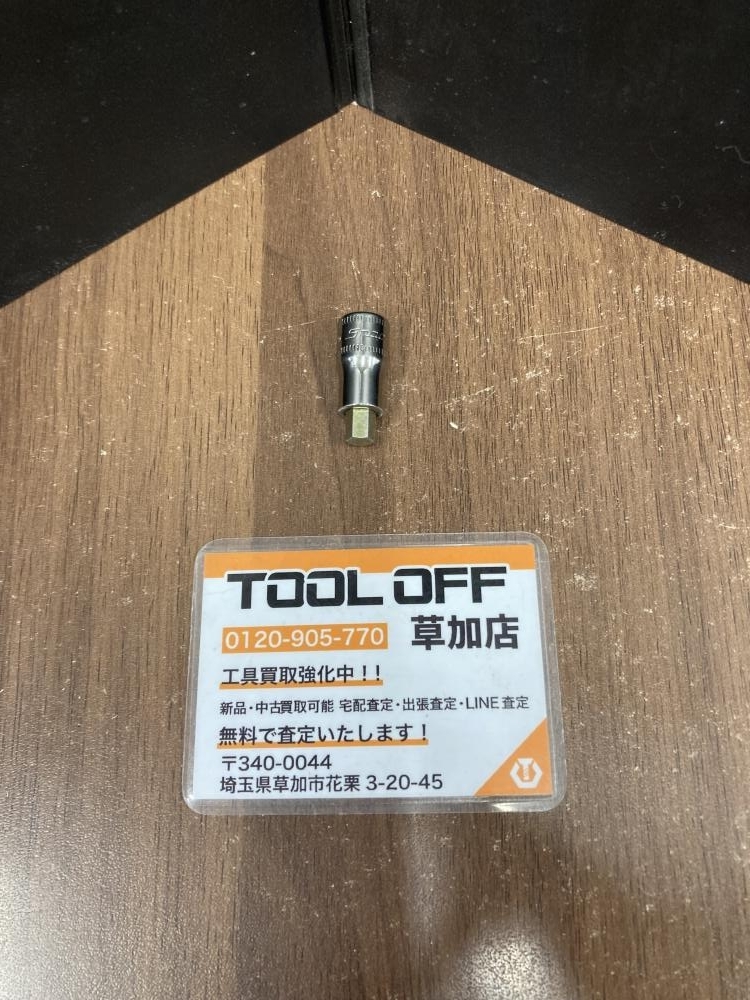 TOOL OFF
0120-905-770 草加店
工具買取強化中！！
新品・中古買取可能 宅配査定・出張査定・LINE査定
無料で査定いたします！
〒340-0044
埼玉県草加市花栗 3-20-45